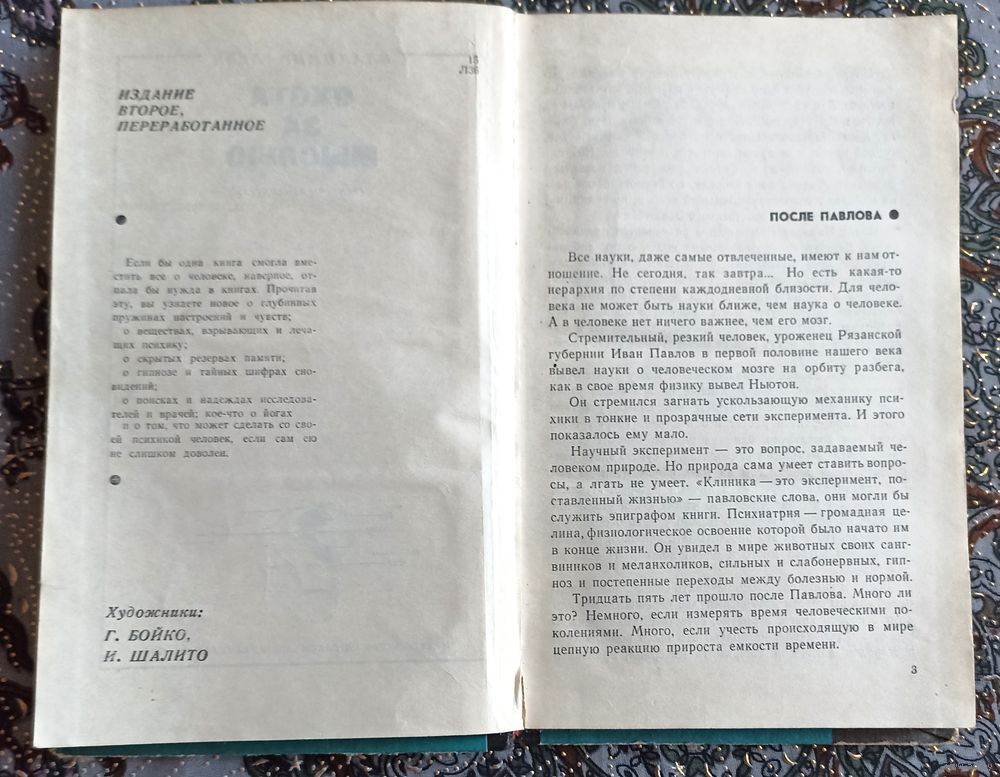 15
Л36
ИЗДАНИЕ
ВТОРОЕ,
ПЕРЕРАБОТАННОЕ
Если бы одна книга смогла вме-
стить все о человеке, наверное, от-
пала бы нужда в книгах. Прочитав
эту, вы узнаете новое о глубинных
пружинах настроений и чувств;
о веществах, взрывающих и леча-
щих психику;
о скрытых резервах памяти;
о гипнозе и тайных шифрах сно-
видений;
о поисках и надеждах исследова-
телей и врачей; кое-что о йогах
и о том, что может сделать со сво-
ей психикой человек, если сам ею
не слишком доволен.
Художники:
Г. БОЙКО,
И. ШАЛИТО
ПОСЛЕ ПАВЛОВА
Все науки, даже самые отвлеченные, имеют к нам от-
ношение. Не сегодня, так завтра... Но есть какая-то
иерархия по степени каждодневной близости. Для чело-
века не может быть науки ближе, чем наука о человеке.
А в человеке нет ничего важнее, чем его мозг.
Стремительный, резкий человек, уроженец Рязанской
губернии Иван Павлов в первой половине нашего века
вывел науки о человеческом мозге на орбиту разбега,
как в свое время физику вывел Ньютон.
Он стремился загнать ускользающую механику пси-
хики в тонкие и прозрачные сети эксперимента. И этого
показалось ему мало.
Научный эксперимент — это вопрос, задаваемый че-
ловеком природе. Но природа сама умеет ставить вопро-
сы, а лгать не умеет. «Клиника — это эксперимент, по-
ставленный жизнью» — павловские слова, они могли бы
служить эпиграфом книги. Психиатрия — громадная це-
лина, физиологическое освоение которой было начато им
в конце жизни. Он увидел в мире животных своих санг-
виников и меланхоликов, сильных и слабонервных, гип-
ноз и постепенные переходы между болезнью и нормой.
Тридцать пять лет прошло после Павлова. Много ли
это? Немного, если измерять время человеческими по-
колениями. Много, если учесть происходящую в мире
цепную реакцию прироста емкости времени.
3